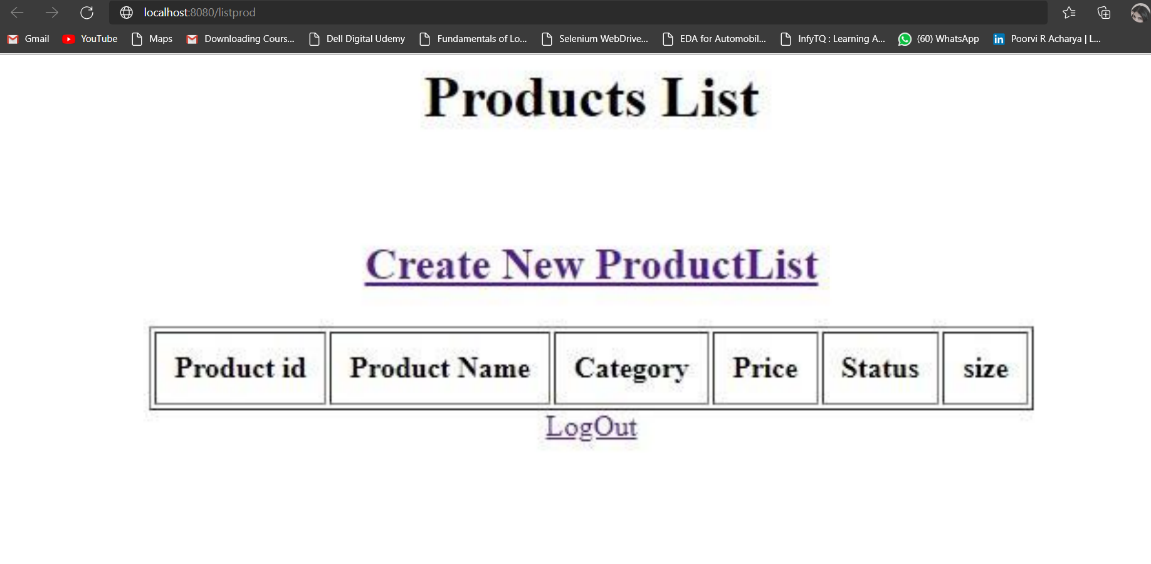 localhost:8080/listprod
Gmail YouTube Maps Downloading Cours... Dell Digital Udemy Fundamentals of Lo... Selenium WebDrive... EDA for Automobil... InfyTQ : Learning A... (60) WhatsApp Poorvi R Acharya | L...
Products List
Create New ProductList
Product id Product Name Category Price Status size
LogOut